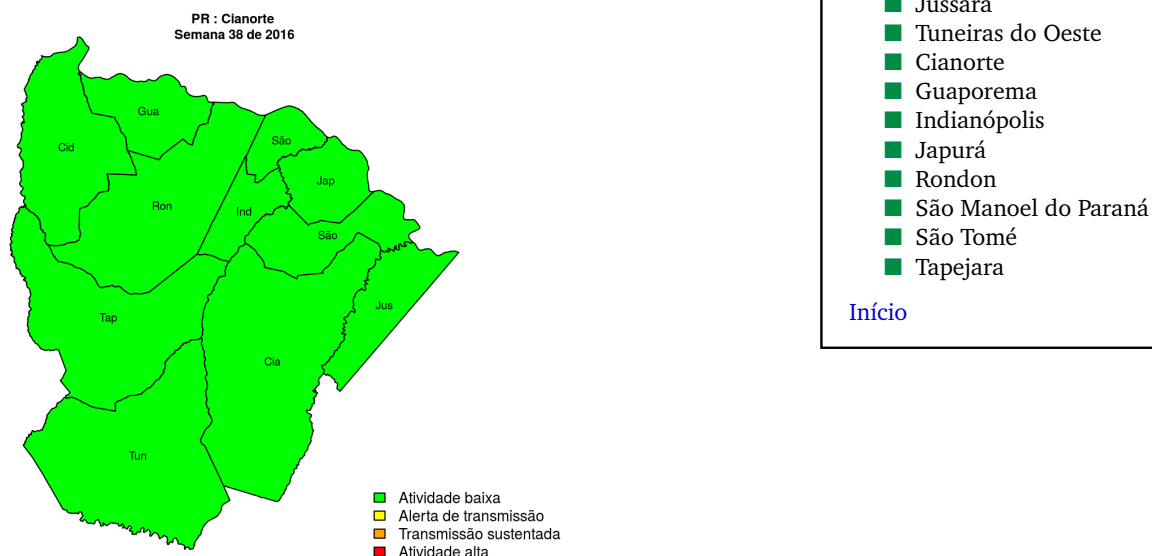 PR : Cianorte
Semana 38 de 2016
Gua
Cid
São
Jap
Ron
Ind
São
Jus
Tap
Cia
Tun
Atividade baixa
Alerta de transmissão
Transmissão sustentada
Atividade alta
Jussara
Tuneiras do Oeste
Cianorte
Guaporema
Indianópolis
Japurá
Rondon
São Manoel do Paraná
São Tomé
Tapejara
Início